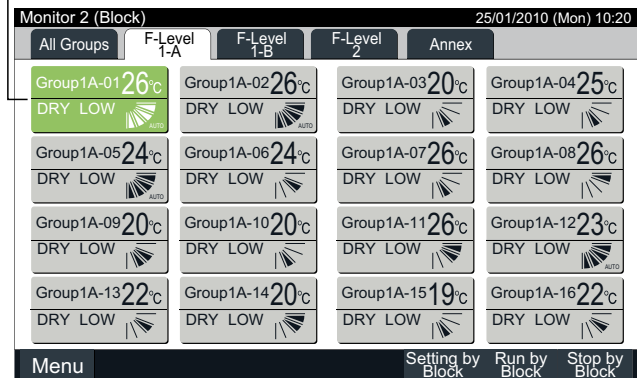 Monitor 2 (Block) 25/01/2010 (Mon) 10:20
All Groups F-Level 1-A F-Level 1-B F-Level 2 Annex
Group1A-01 26°C Group1A-02 26°C Group1A-03 20°C Group1A-04 25°C
DRY LOW AUTO DRY LOW AUTO DRY LOW DRY LOW
Group1A-05 24°C Group1A-06 24°C Group1A-07 26°C Group1A-08 26°C
DRY LOW AUTO DRY LOW DRY LOW DRY LOW
Group1A-09 20°C Group1A-10 20°C Group1A-11 26°C Group1A-12 23°C
DRY LOW DRY LOW DRY LOW DRY LOW AUTO
Group1A-13 22°C Group1A-14 20°C Group1A-15 19°C Group1A-16 22°C
DRY LOW DRY LOW DRY LOW DRY LOW
Menu Setting by Block Run by Block Stop by Block